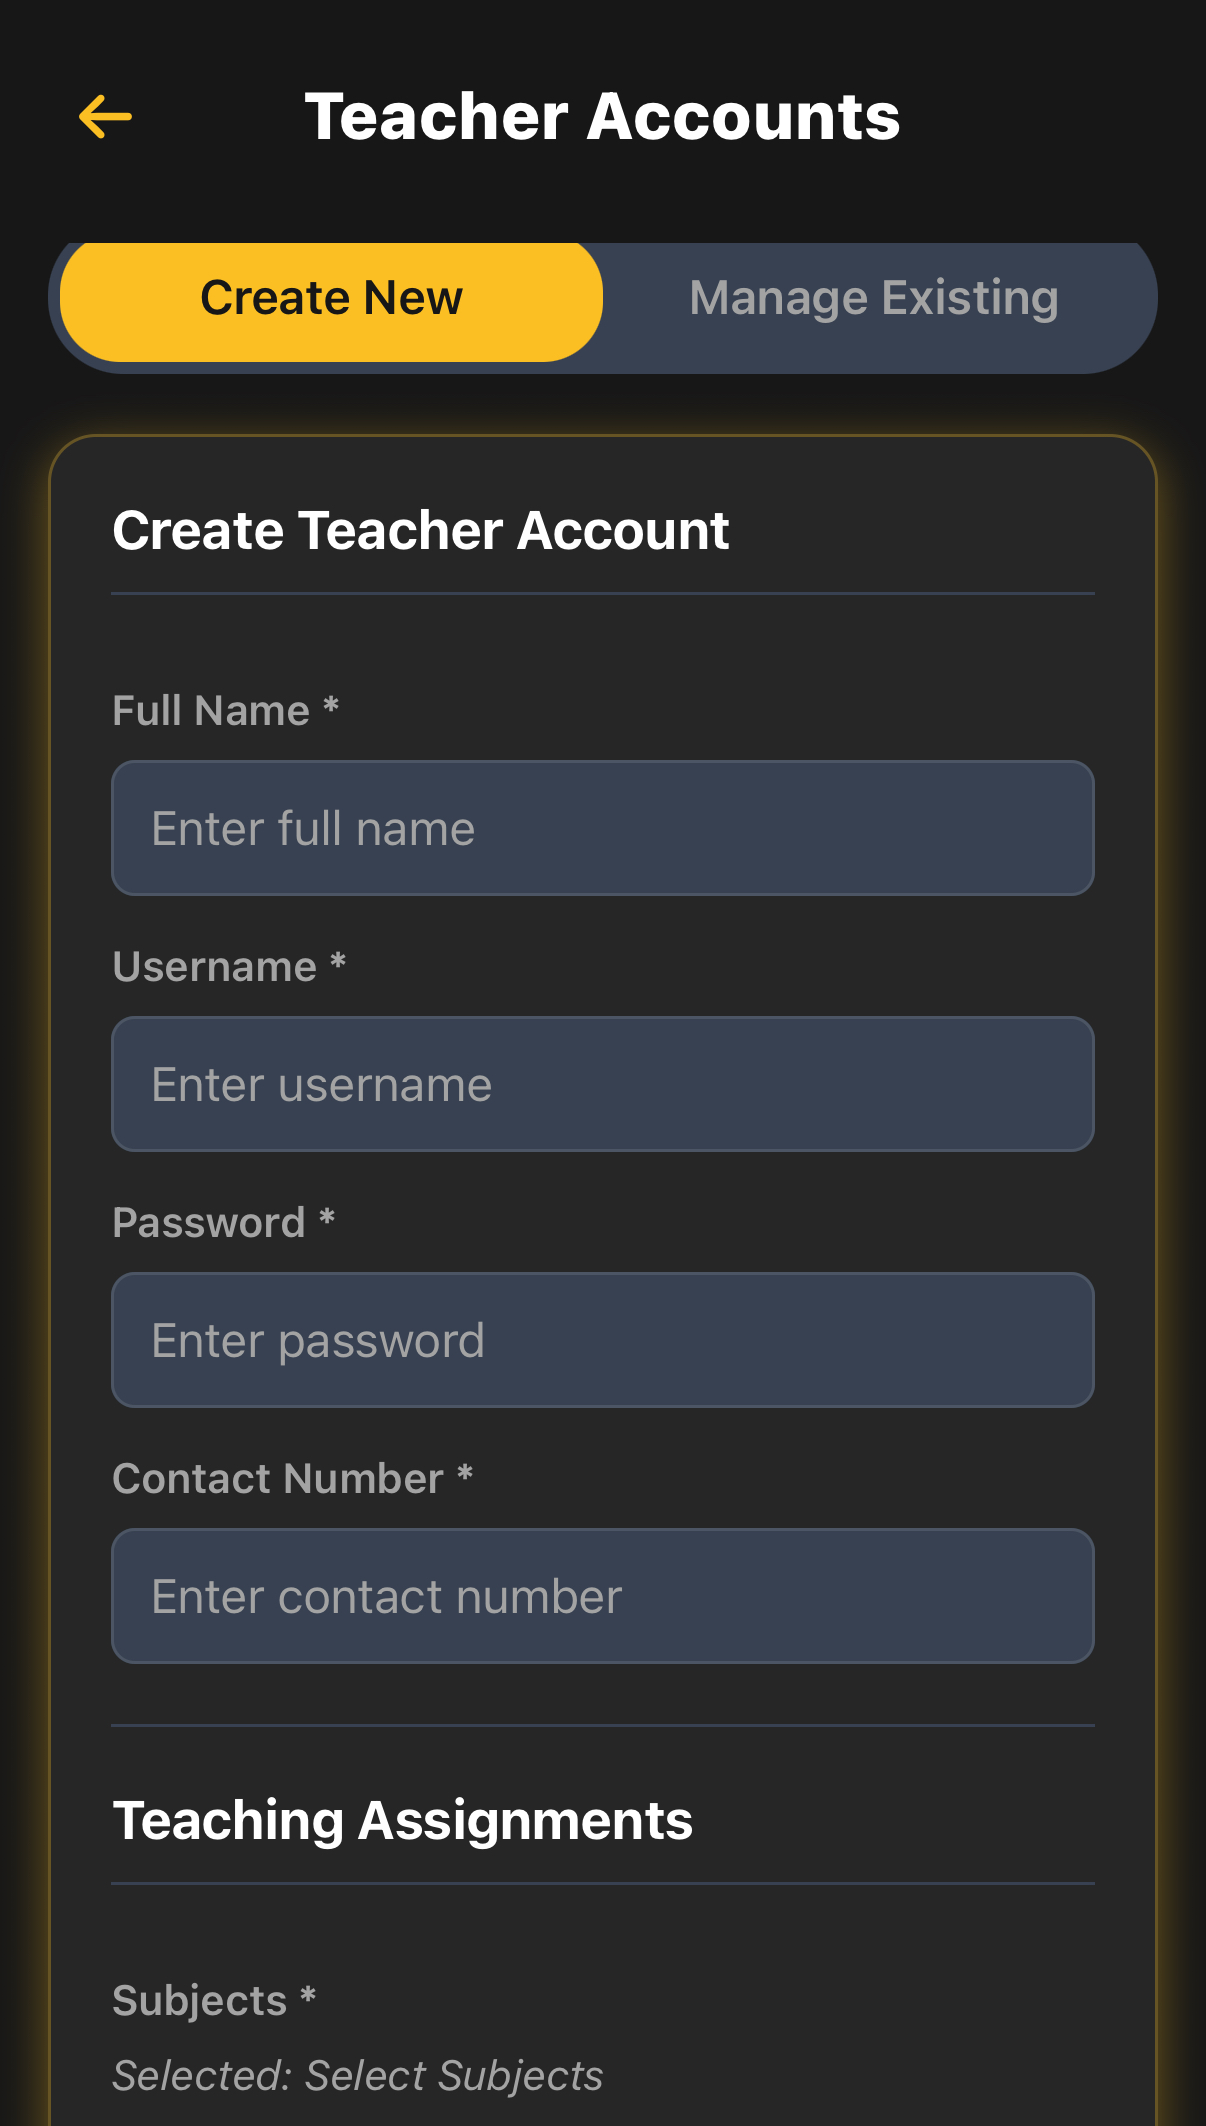 Teacher Accounts
Create New
Manage Existing
Create Teacher Account
Full Name *
Enter full name
Username *
Enter username
Password *
Enter password
Contact Number *
Enter contact number
Teaching Assignments
Subjects *
Selected: Select Subjects